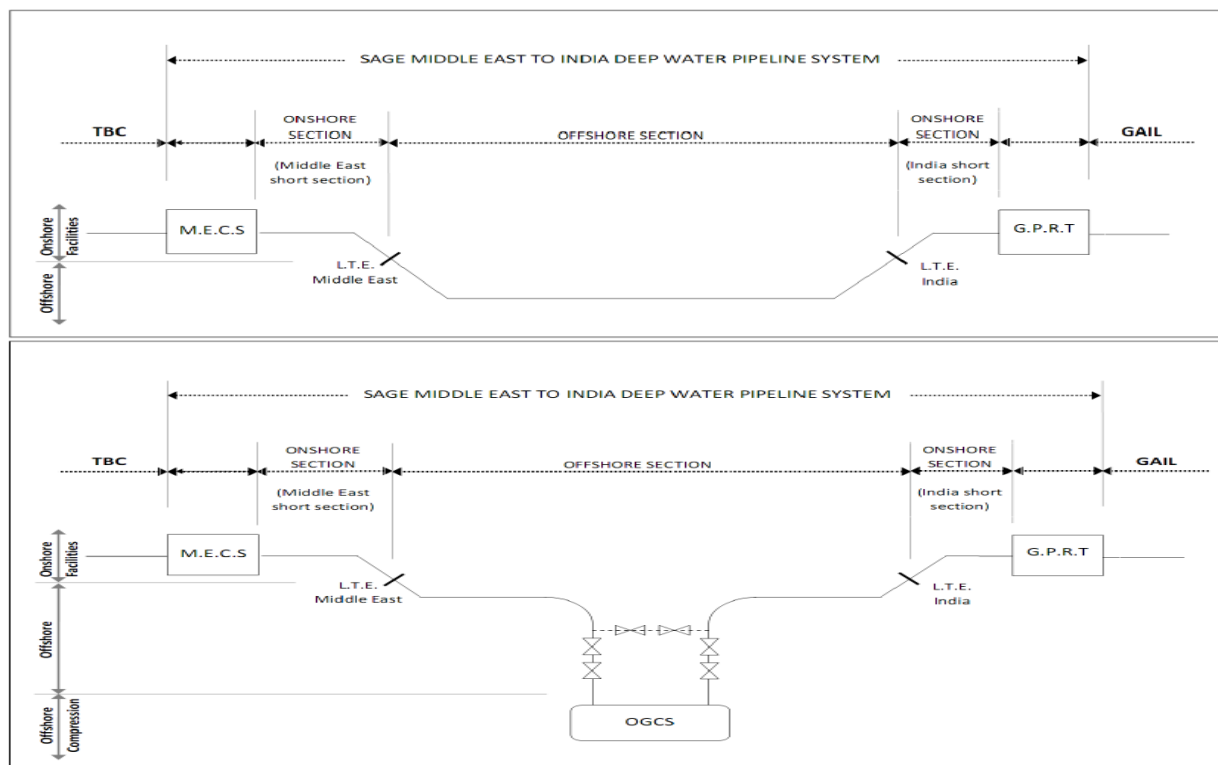 SAGE MIDDLE EAST TO INDIA DEEP WATER PIPELINE SYSTEM
TBC
ONSHORE
SECTION
(Middle East
short section)
OFFSHORE SECTION
ONSHORE
SECTION
(India short
section)
GAIL
Onshore
Facilities
Offshore
M.E.C.S
L.T.E.
Middle East
L.T.E.
India
G.P.R.T
SAGE MIDDLE EAST TO INDIA DEEP WATER PIPELINE SYSTEM
TBC
ONSHORE
SECTION
(Middle East
short section)
OFFSHORE SECTION
ONSHORE
SECTION
(India short
section)
GAIL
Onshore
Facilities
Offshore
Offshore
Compression
M.E.C.S
L.T.E.
Middle East
L.T.E.
India
G.P.R.T
OGCS